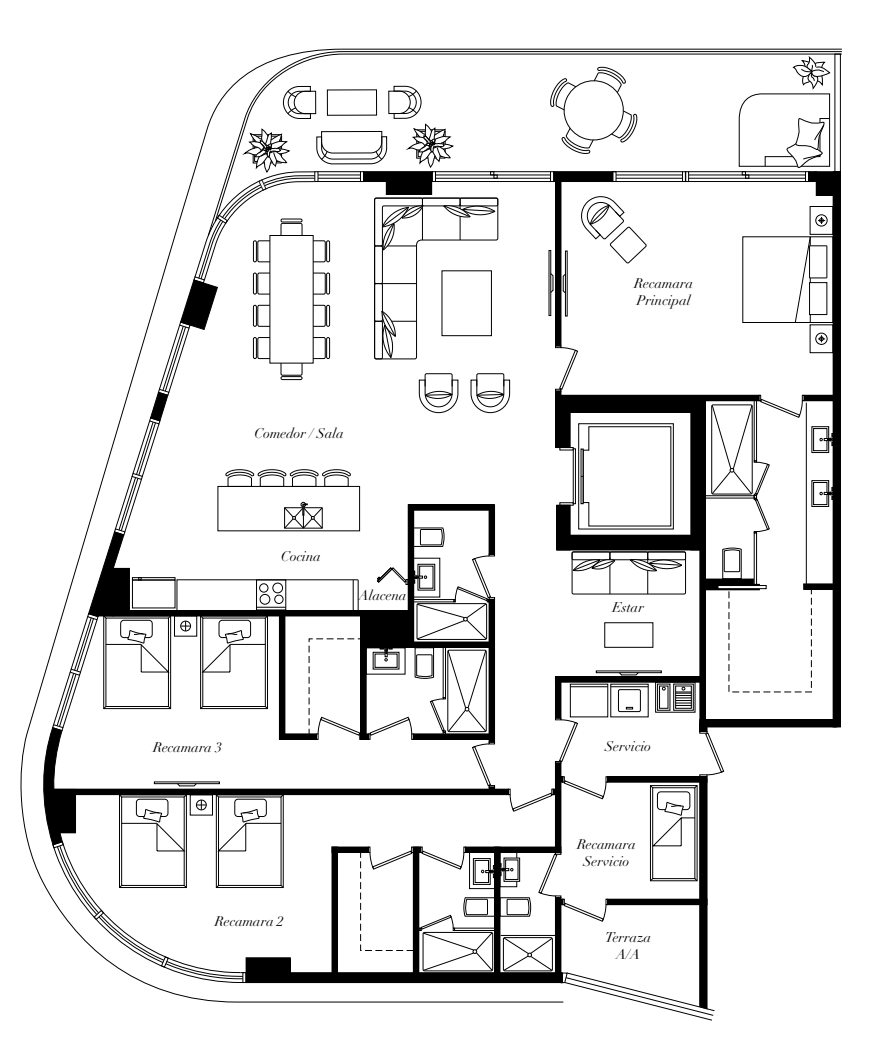 Recamara
Principal
Comedor / Sala
Cocina
Alacena
Estar
Recamara 3
Servicio
Recamara
Servicio
Recamara 2
Terraza
A/A